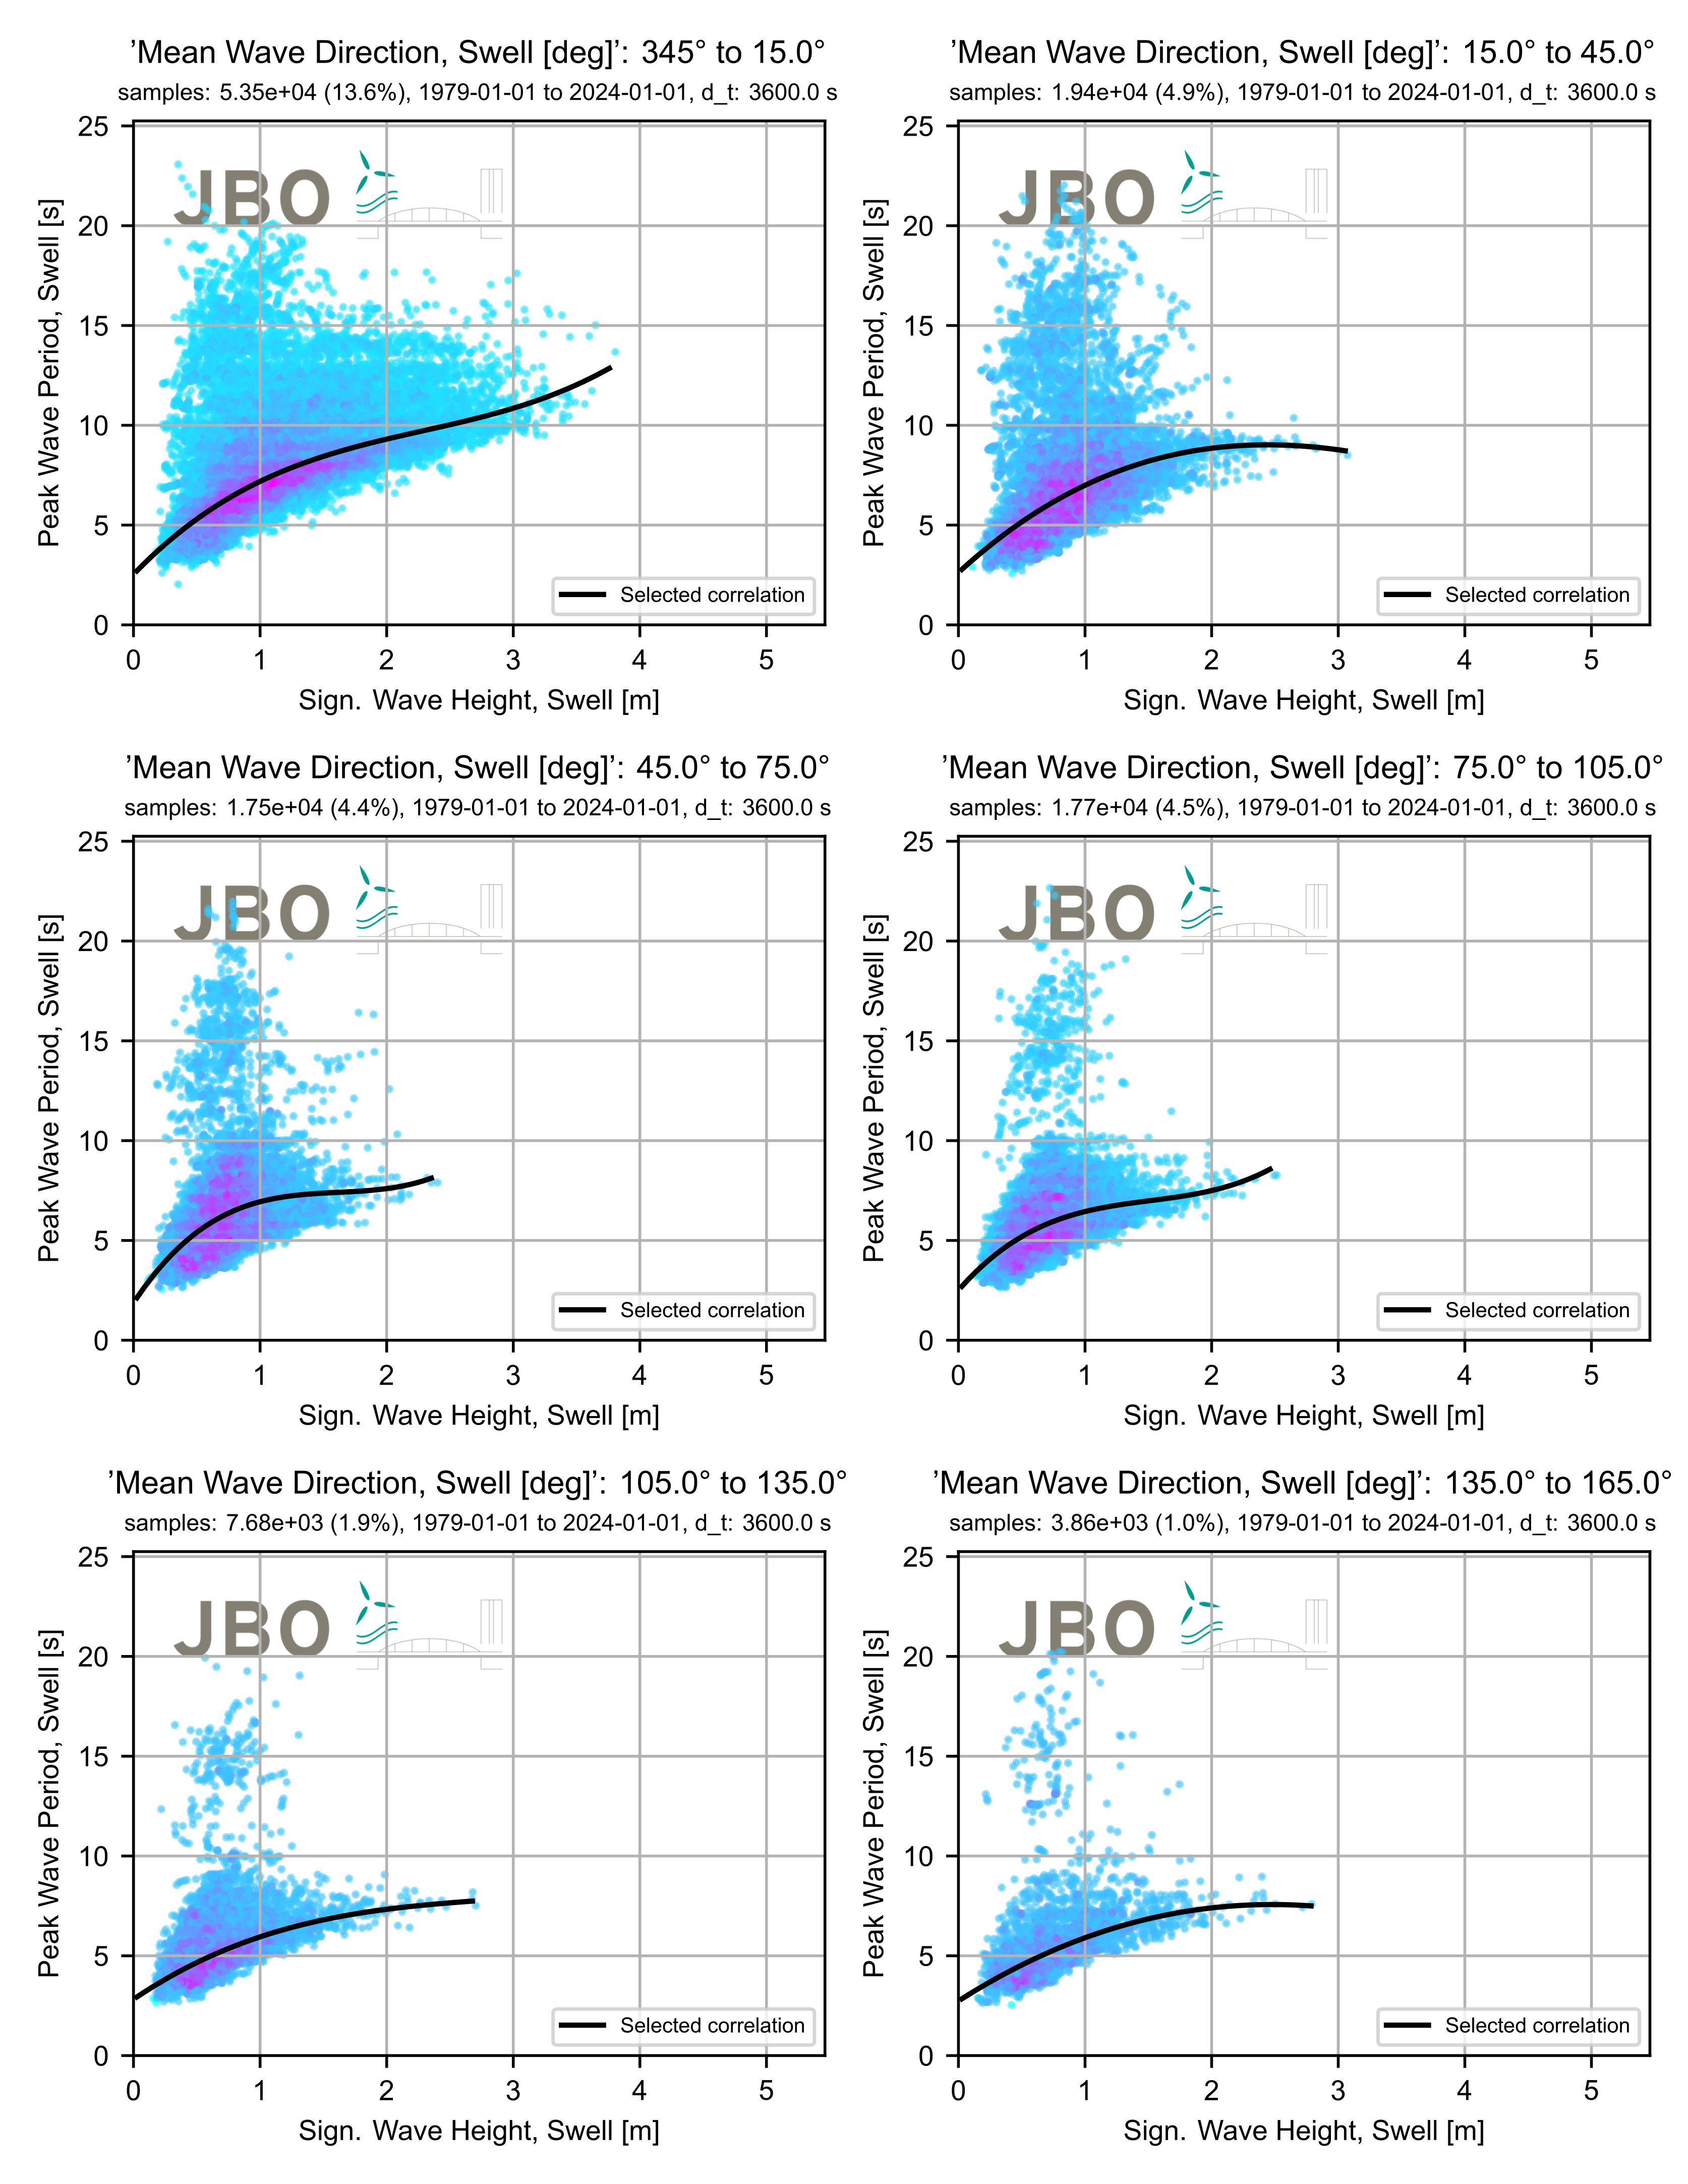 ’Mean Wave Direction, Swell [deg]’: 345° to 15.0°
samples: 5.35e+04 (13.6%), 1979-01-01 to 2024-01-01, d_t: 3600.0 s
JBO
25
20
15
10
5
0
Peak Wave Period, Swell [s]
Selected correlation
0 1 2 3 4 5
Sign. Wave Height, Swell [m]
’Mean Wave Direction, Swell [deg]’: 15.0° to 45.0°
samples: 1.94e+04 (4.9%), 1979-01-01 to 2024-01-01, d_t: 3600.0 s
JBO
25
20
15
10
5
0
Peak Wave Period, Swell [s]
Selected correlation
0 1 2 3 4 5
Sign. Wave Height, Swell [m]
’Mean Wave Direction, Swell [deg]’: 45.0° to 75.0°
samples: 1.75e+04 (4.4%), 1979-01-01 to 2024-01-01, d_t: 3600.0 s
JBO
25
20
15
10
5
0
Peak Wave Period, Swell [s]
Selected correlation
0 1 2 3 4 5
Sign. Wave Height, Swell [m]
’Mean Wave Direction, Swell [deg]’: 75.0° to 105.0°
samples: 1.77e+04 (4.5%), 1979-01-01 to 2024-01-01, d_t: 3600.0 s
JBO
25
20
15
10
5
0
Peak Wave Period, Swell [s]
Selected correlation
0 1 2 3 4 5
Sign. Wave Height, Swell [m]
’Mean Wave Direction, Swell [deg]’: 105.0° to 135.0°
samples: 7.68e+03 (1.9%), 1979-01-01 to 2024-01-01, d_t: 3600.0 s
JBO
25
20
15
10
5
0
Peak Wave Period, Swell [s]
Selected correlation
0 1 2 3 4 5
Sign. Wave Height, Swell [m]
’Mean Wave Direction, Swell [deg]’: 135.0° to 165.0°
samples: 3.86e+03 (1.0%), 1979-01-01 to 2024-01-01, d_t: 3600.0 s
JBO
25
20
15
10
5
0
Peak Wave Period, Swell [s]
Selected correlation
0 1 2 3 4 5
Sign. Wave Height, Swell [m]